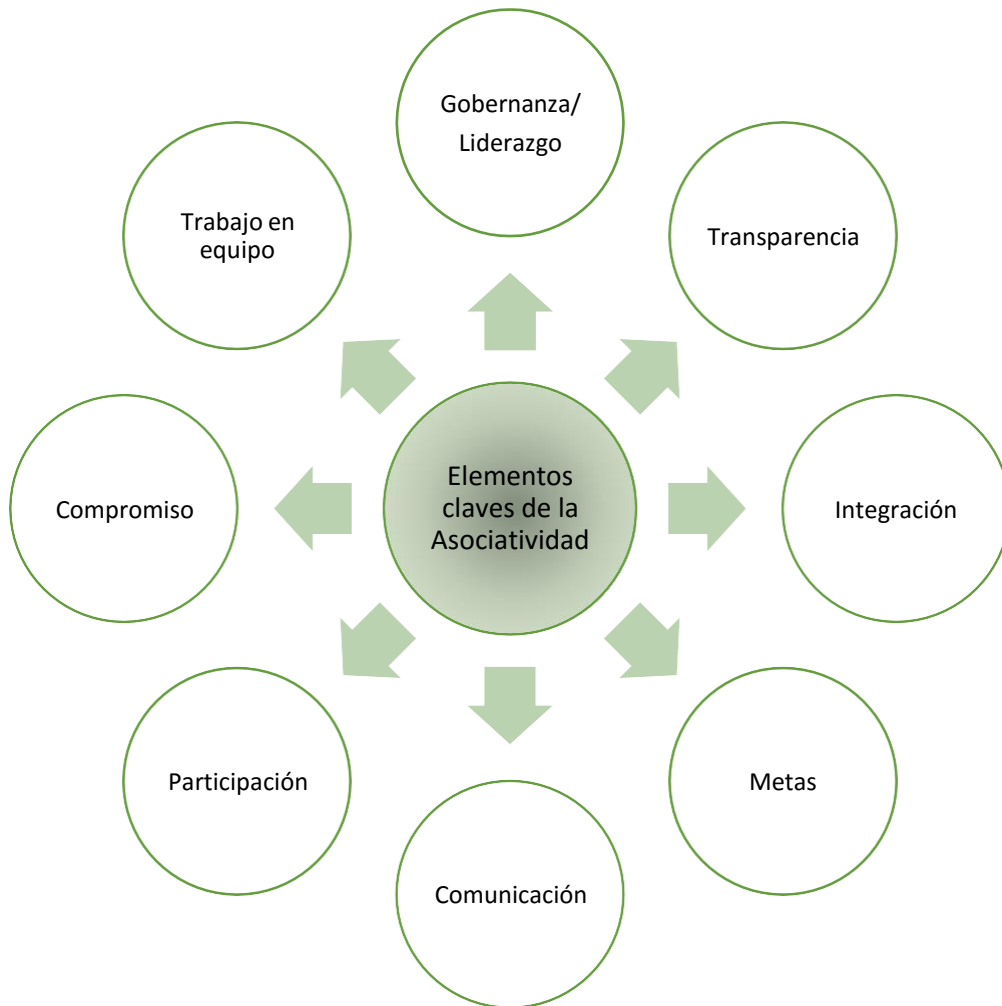 Gobernanza/
Liderazgo
Trabajo en
equipo
Transparencia
Compromiso
Elementos
claves de la
Asociatividad
Integración
Participación
Metas
Comunicación